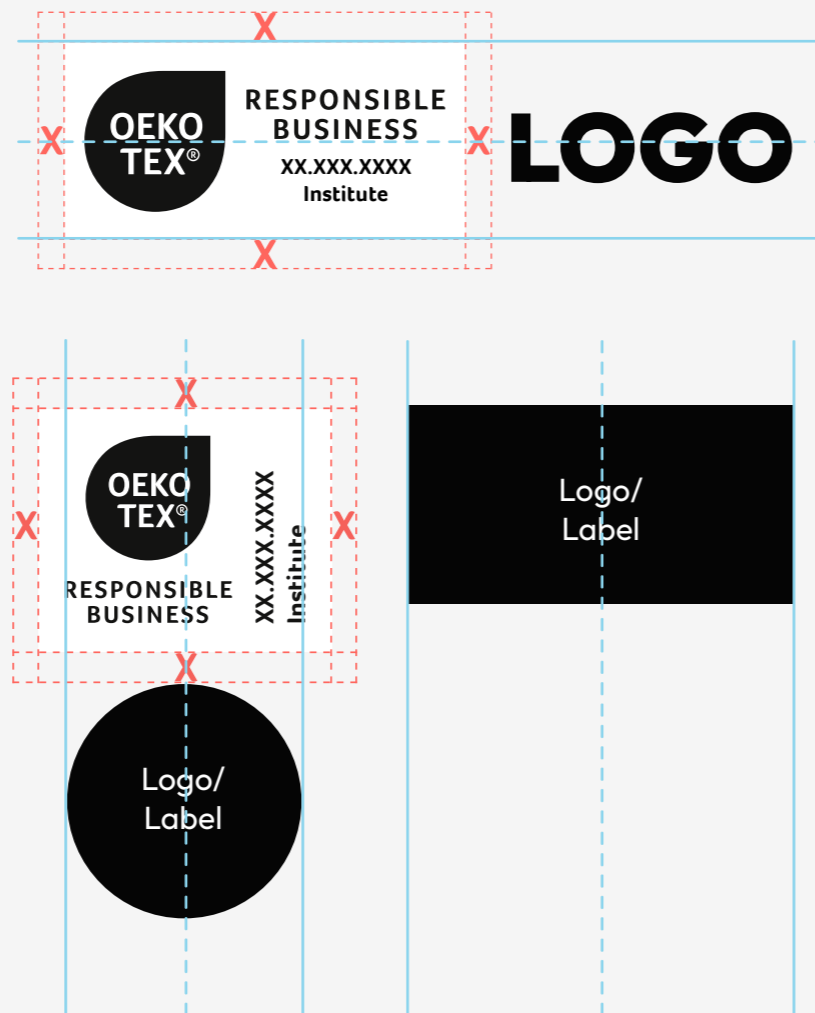 X
OEKO
TEX®
RESPONSIBLE
BUSINESS
XX.XXX.XXXX
Institute
X
X
LOGO
X
X
OEKO
TEX®
RESPONSIBLE
BUSINESS
XX.XXX.XXXX
Institute
X
X
X
Logo/
Label
Logo/
Label